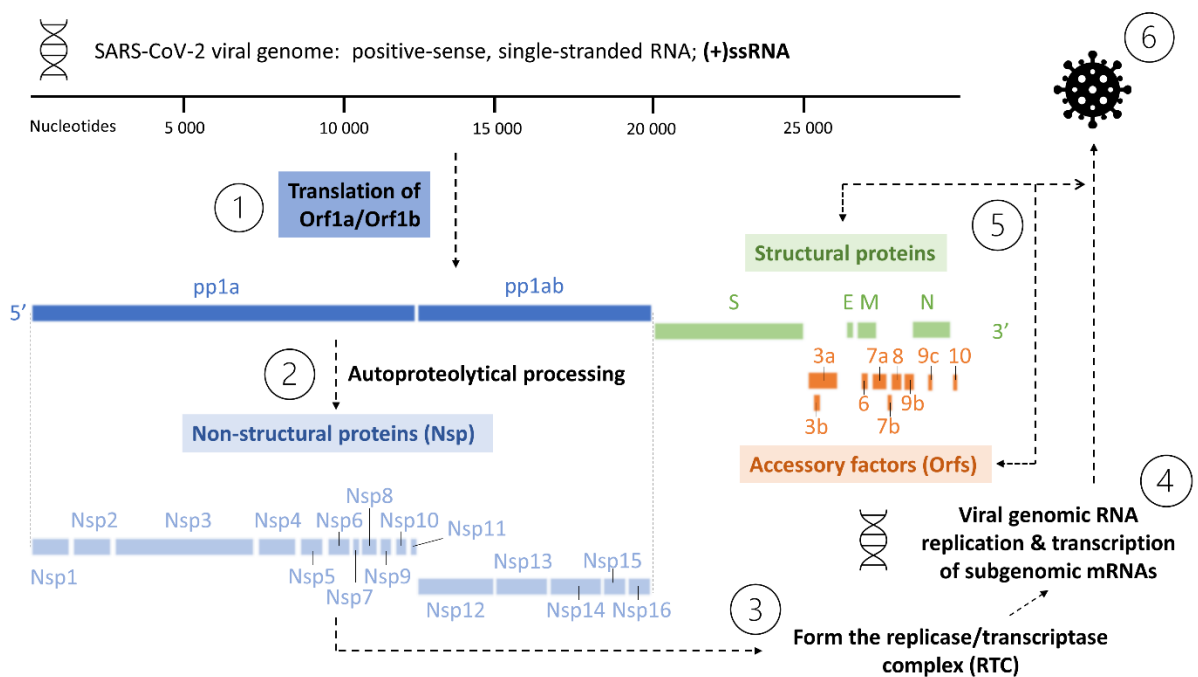 SARS-CoV-2 viral genome: positive-sense, single-stranded RNA; (+)ssRNA
6
Nucleotides 5 000 10 000 15 000 20 000 25 000
1
Translation of
Orf1a/Orf1b
5
Structural proteins
pp1a pp1ab
S E M N
5’ 3’
3a 7a 8 9c 10
2
Autoproteolytical processing
6 9b
3b 7b
Non-structural proteins (Nsp)
Accessory factors (Orfs)
4
Nsp8
Nsp2 Nsp3 Nsp4 Nsp6 Nsp10
Nsp11
Nsp1 Nsp5 Nsp9
Nsp7
Nsp13 Nsp15
Nsp12 Nsp14 Nsp16
Viral genomic RNA
replication & transcription
of subgenomic mRNAs
3
Form the replicase/transcriptase
complex (RTC)